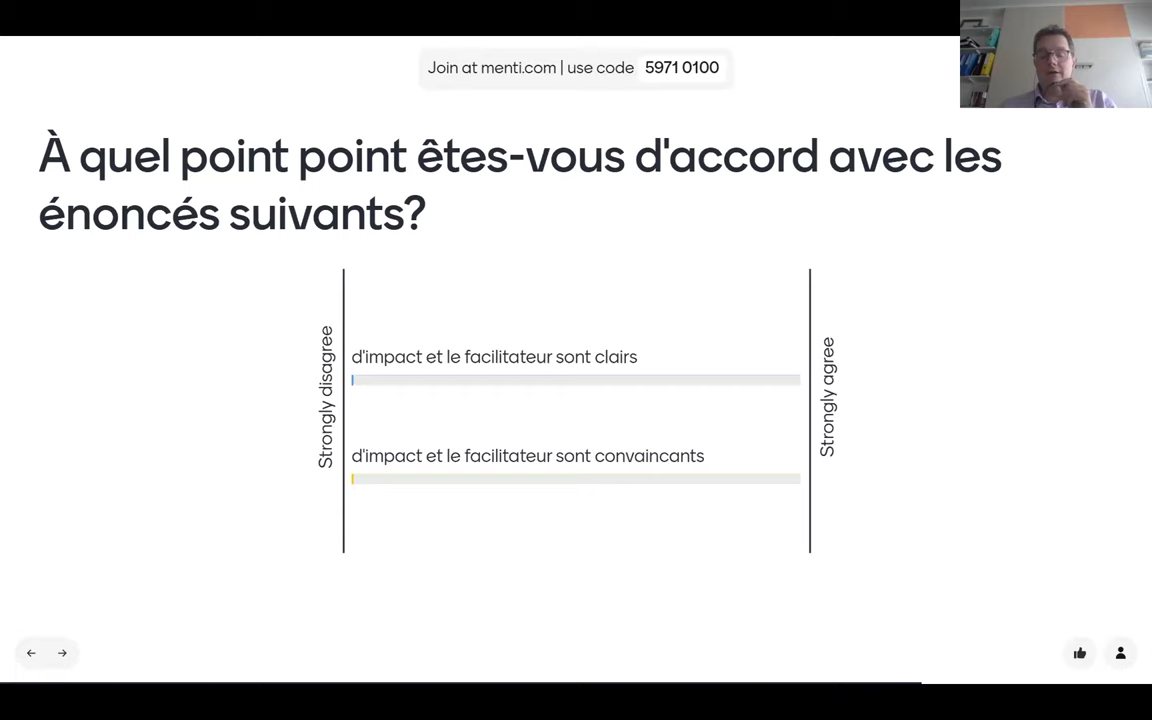 Join at menti.com | use code 5971 0100
À quel point point êtes-vous d'accord avec les
énoncés suivants?
Strongly disagree
d'impact et le facilitateur sont clairs
d'impact et le facilitateur sont convaincants
Strongly agree